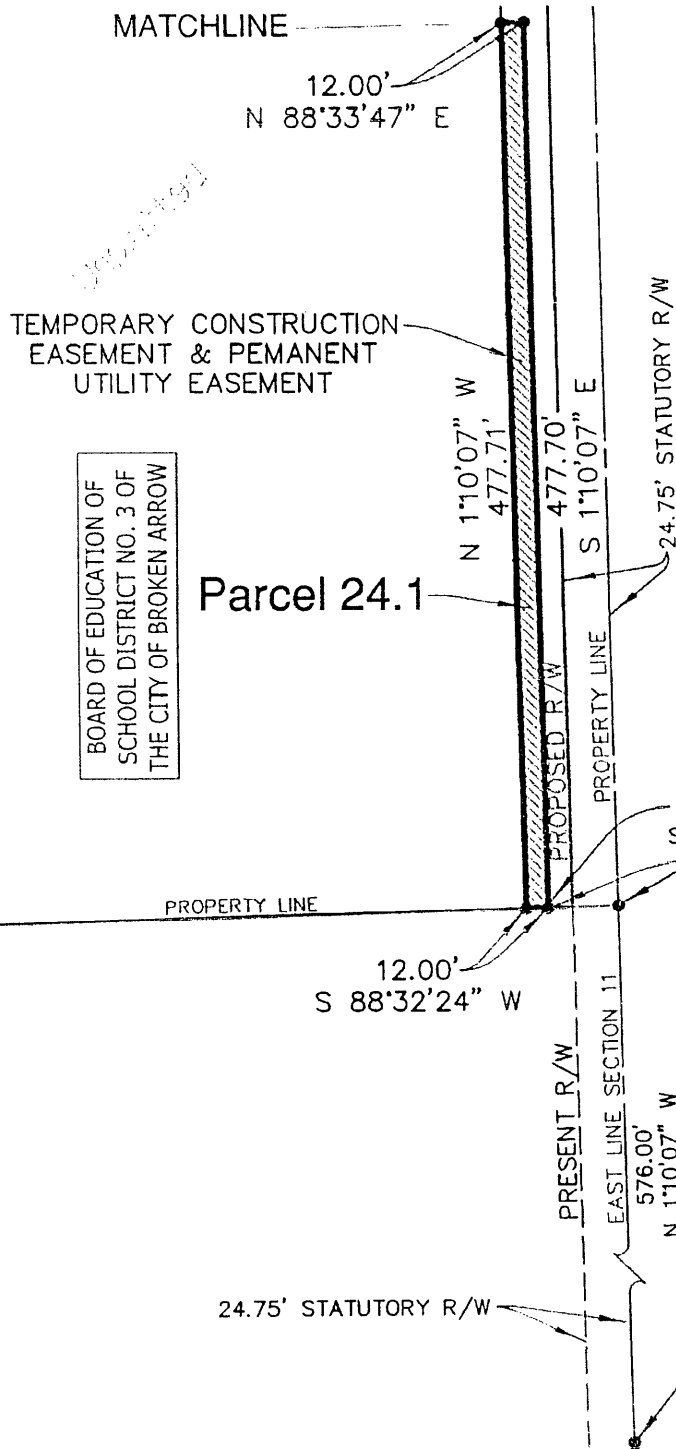 MATCHLINE
12.00'
N 88°33'47" E
TEMPORARY CONSTRUCTION
EASEMENT & PEMANENT
UTILITY EASEMENT
N 1°10'07" W
477.71'
477.70'
S 1°10'07" E
24.75' STATUTORY R/W
BOARD OF EDUCATION OF
SCHOOL DISTRICT NO. 3 OF
THE CITY OF BROKEN ARROW
Parcel 24.1
PROPOSED R/W
PROPERTY LINE
S
PROPERTY LINE
12.00'
S 88°32'24" W
PRESENT R/W
EAST LINE SECTION 11
576.00'
N 1°10'07" W
24.75' STATUTORY R/W